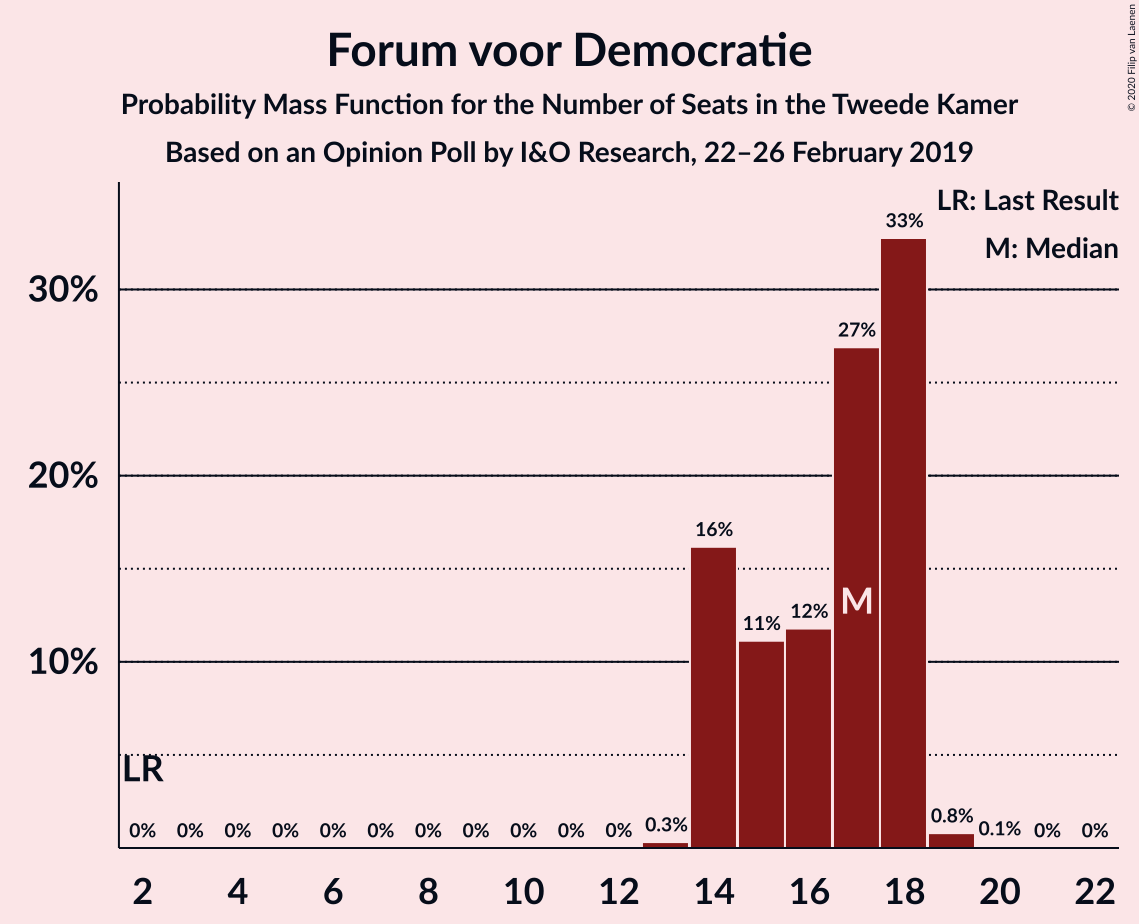 Forum voor Democratie
Probability Mass Function for the Number of Seats in the Tweede Kamer
Based on an Opinion Poll by I&O Research, 22–26 February 2019
© 2020 Filip van Laenen
LR: Last Result
M: Median
30%
20%
10%
33%
27%
16%
12%
11%
M
LR
0% 0% 0% 0% 0% 0% 0% 0% 0% 0% 0% 0.3% 0.8% 0.1% 0% 0%
2 4 6 8 10 12 14 16 18 20 22